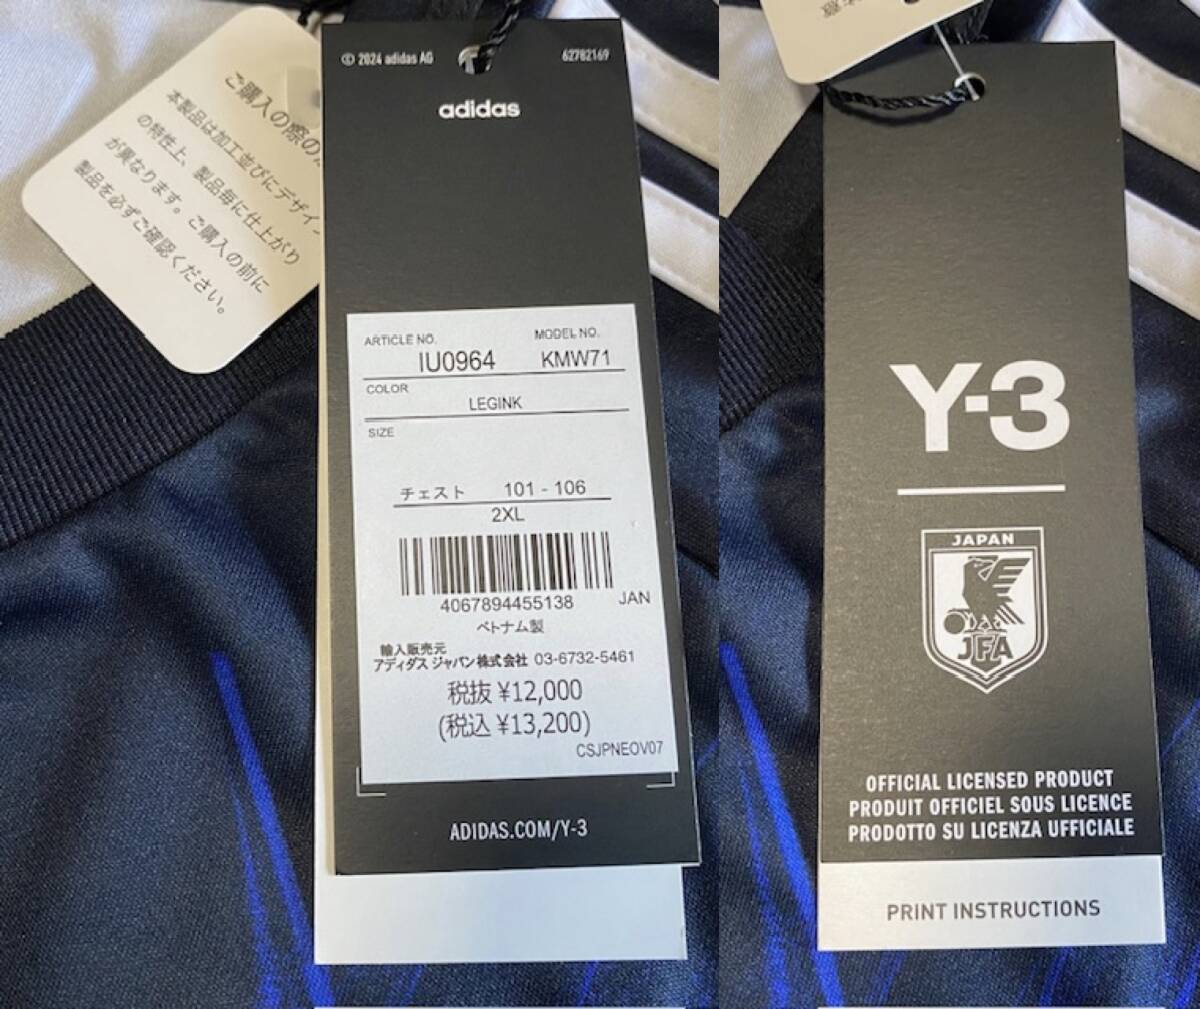 ご購入の際の
本製品は加工並びにデザイン
の特性上、製品毎に仕上がり
が異なります。ご購入の前に
製品を必ずご確認ください。
© 2024 adidas AG
62782169
adidas
ARTICLE NO.
MODEL NO.
IU0964
KMW71
COLOR
LEGINK
SIZE
チェスト 101 - 106
2XL
4067894455138
JAN
ベトナム製
輸入販売元
アディダス ジャパン株式会社 03-6732-5461
税抜 ¥12,000
(税込 ¥13,200)
CSJPNEOV07
ADIDAS.COM/Y-3
Y-3
JAPAN
JFA
OFFICIAL LICENSED PRODUCT
PRODUIT OFFICIEL SOUS LICENCE
PRODOTTO SU LICENZA UFFICIALE
PRINT INSTRUCTIONS